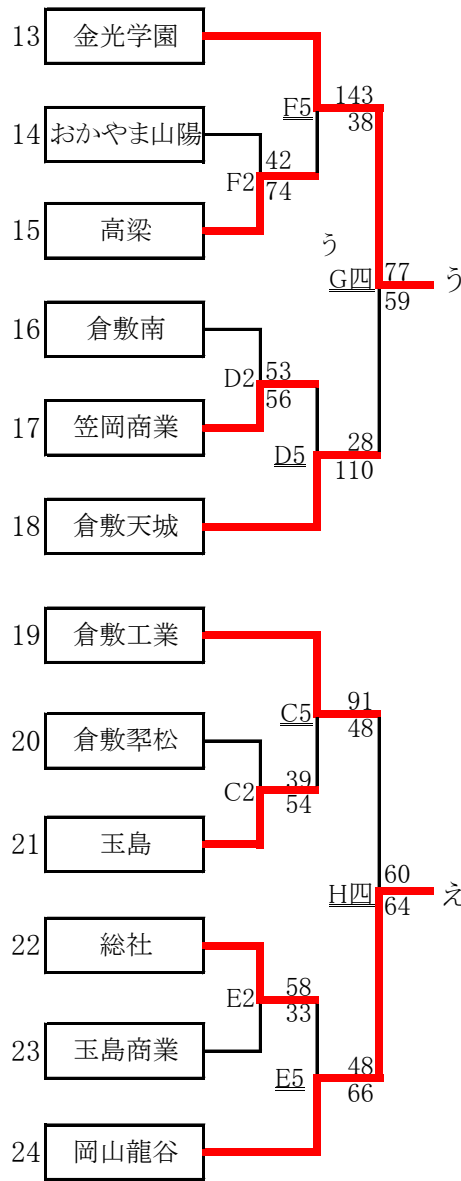 13 金光学園
F5 143
38
14 おかやま山陽
F2 42
74
15 高梁
う
G四 77 う
59
16 倉敷南
D2 53
56
17 笠岡商業
D5 28
110
18 倉敷天城
19 倉敷工業
C5 91
48
20 倉敷翠松
C2 39
54
21 玉島
H四 60 え
64
22 総社
E2 58
33
23 玉島商業
E5 48
66
24 岡山龍谷